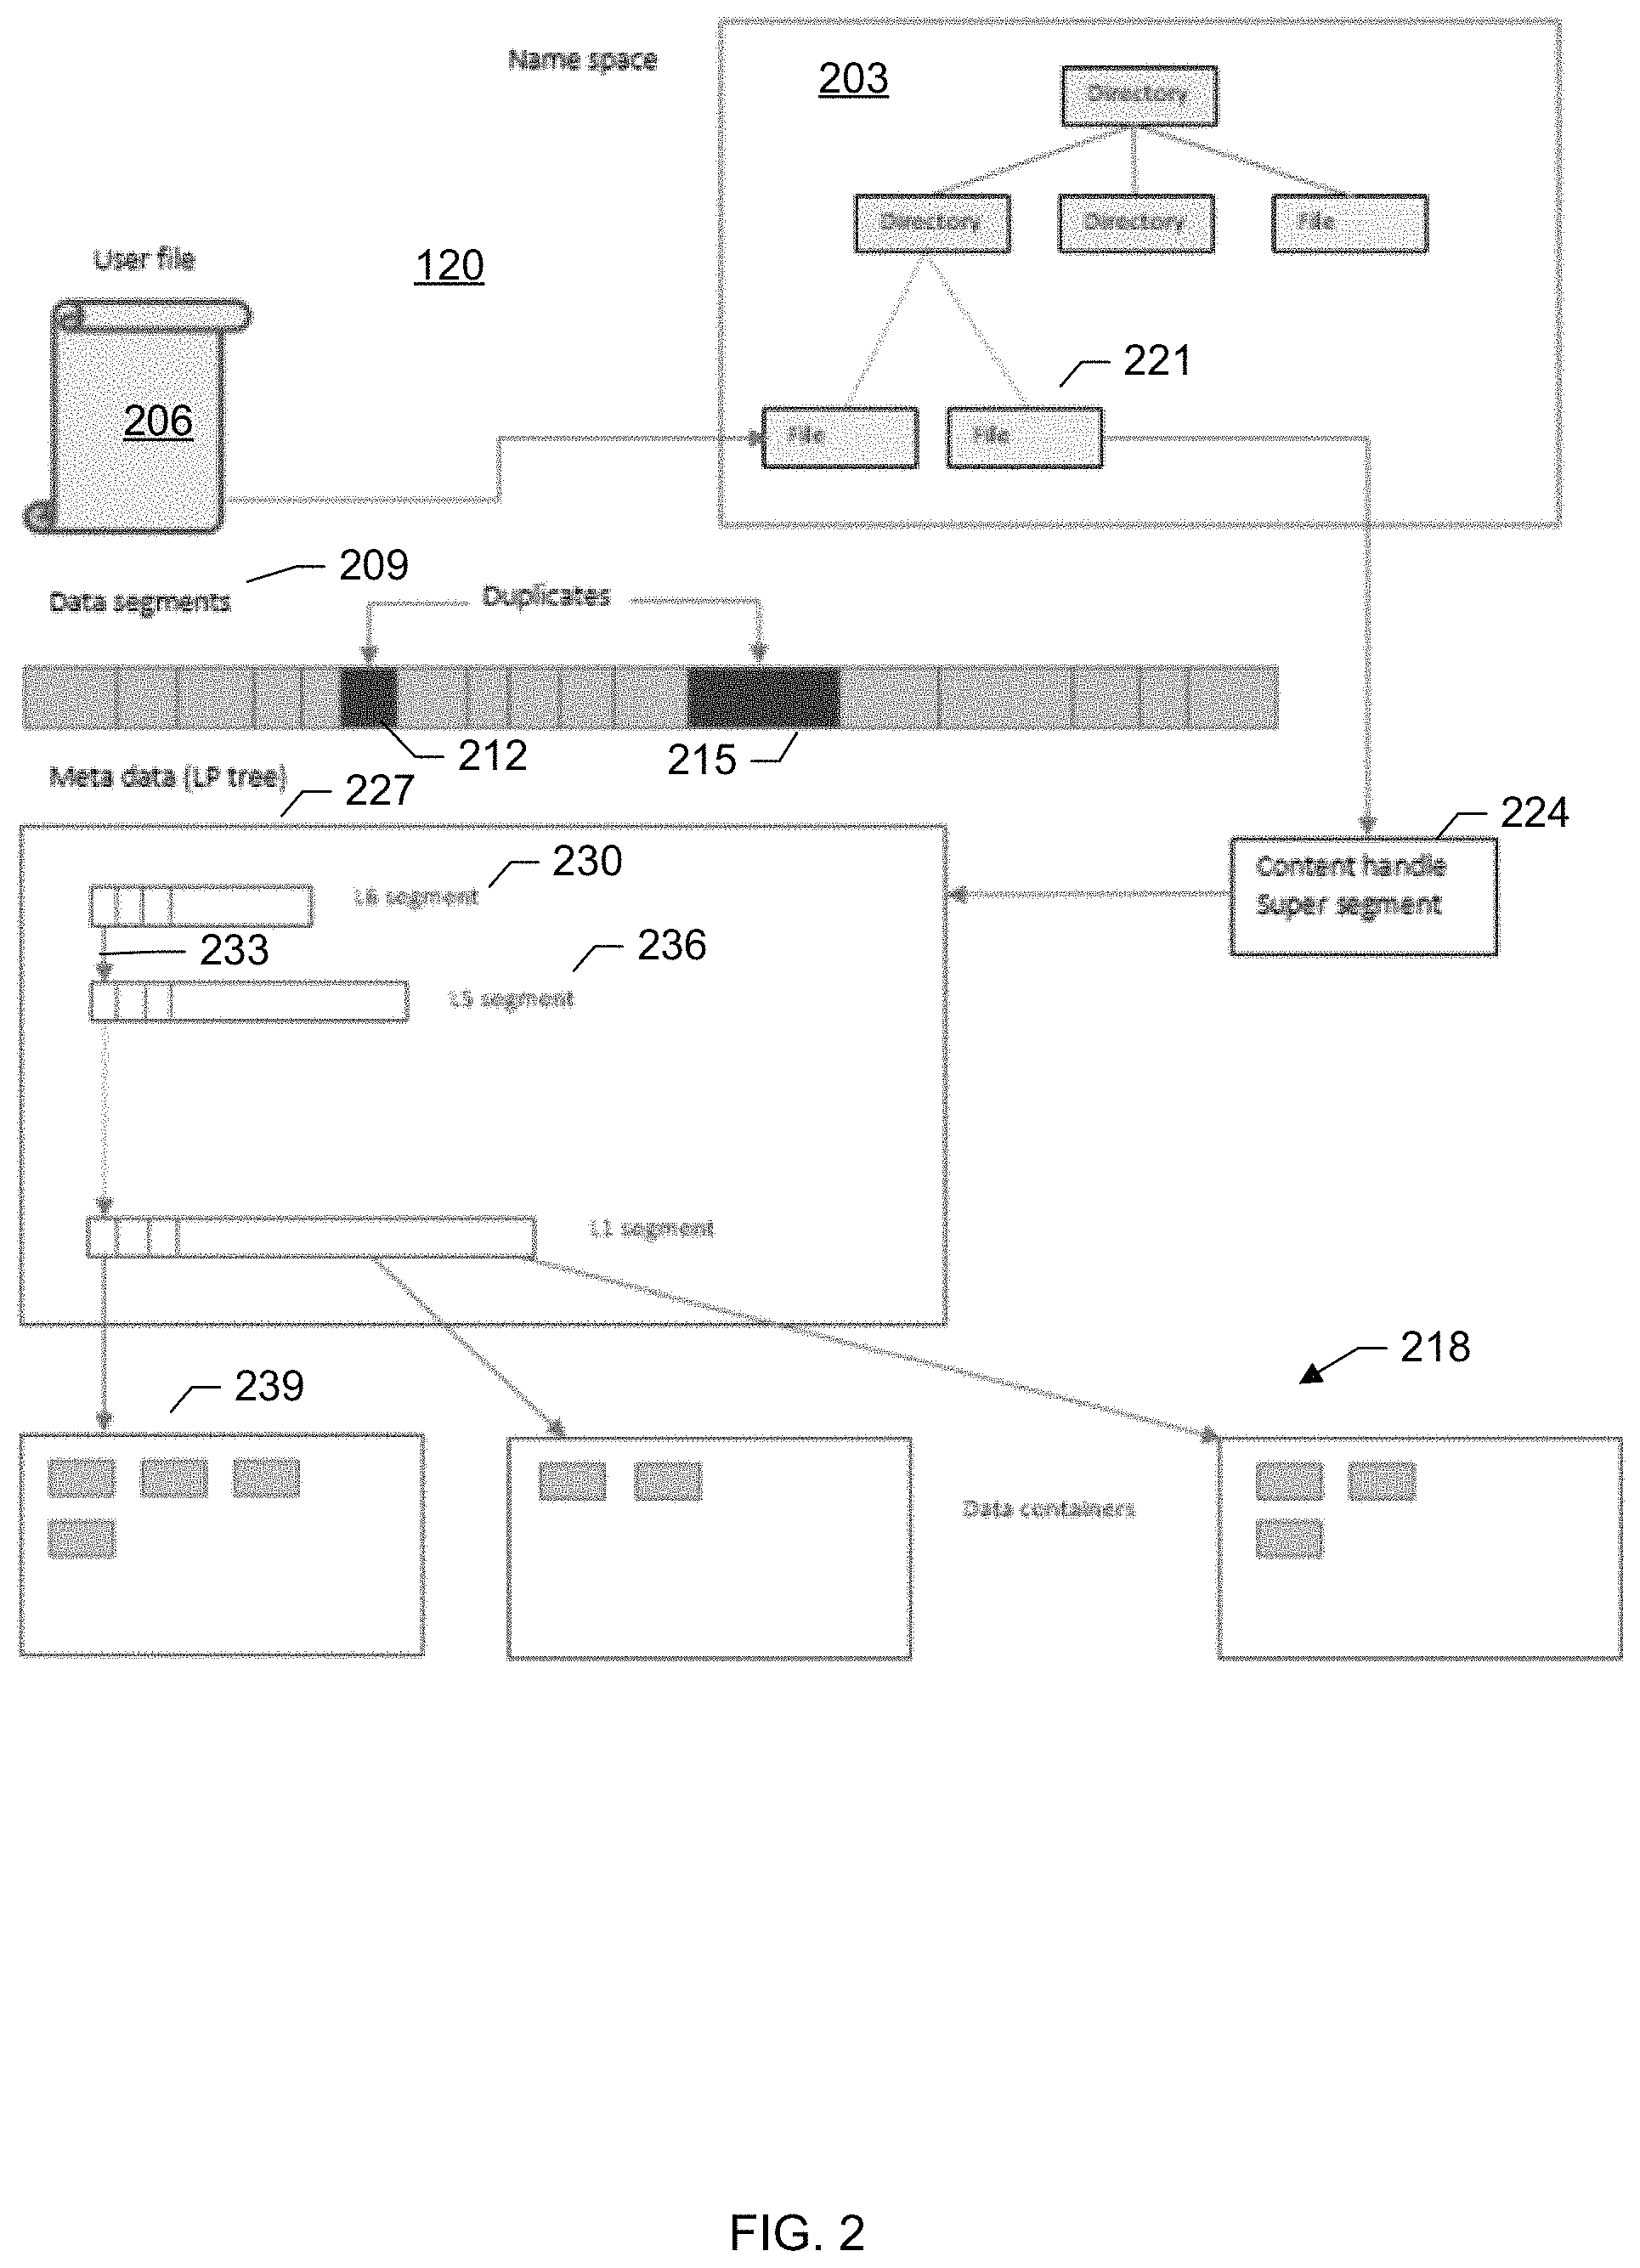 Name space
203
Directory
Directory
Directory
File
User file
120
206
221
File
File
209
Data segments
Duplicates
212
215
Meta data (LP tree)
227
224
Content handle
Super segment
230
L6 segment
233
236
L5 segment
L1 segment
218
239
Data containers
FIG. 2